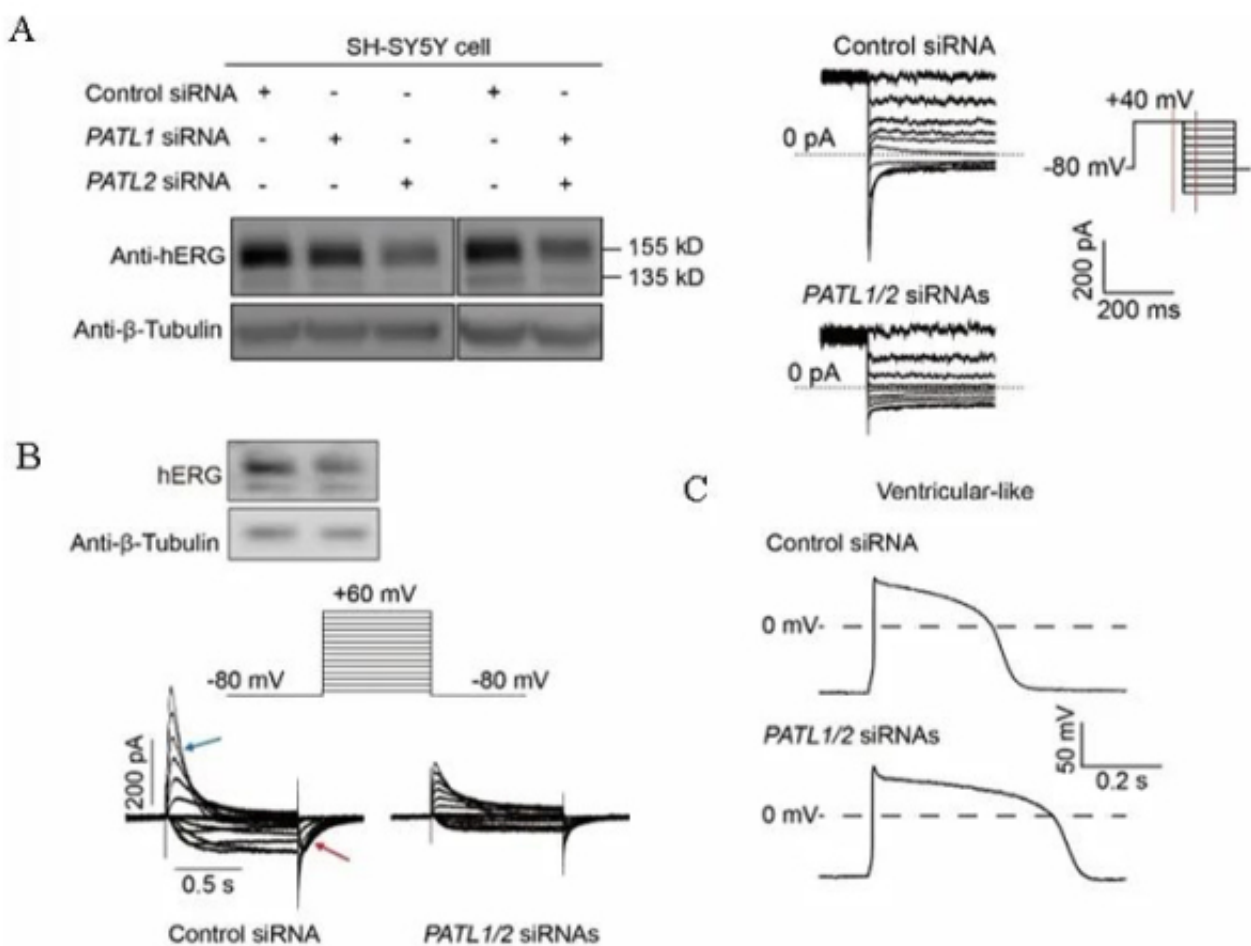 A
SH-SY5Y cell
Control siRNA + - - + -
PATL1 siRNA - + - - +
PATL2 siRNA - - + - +
Anti-hERG
155 kD
135 kD
Anti-β-Tubulin
Control siRNA
0 pA
+40 mV
-80 mV
200 pA
200 ms
PATL1/2 siRNAs
0 pA
B
hERG
Anti-β-Tubulin
+60 mV
-80 mV
-80 mV
200 pA
0.5 s
Control siRNA
PATL1/2 siRNAs
C
Ventricular-like
Control siRNA
0 mV-
PATL1/2 siRNAs
50 mV
0.2 s
0 mV-